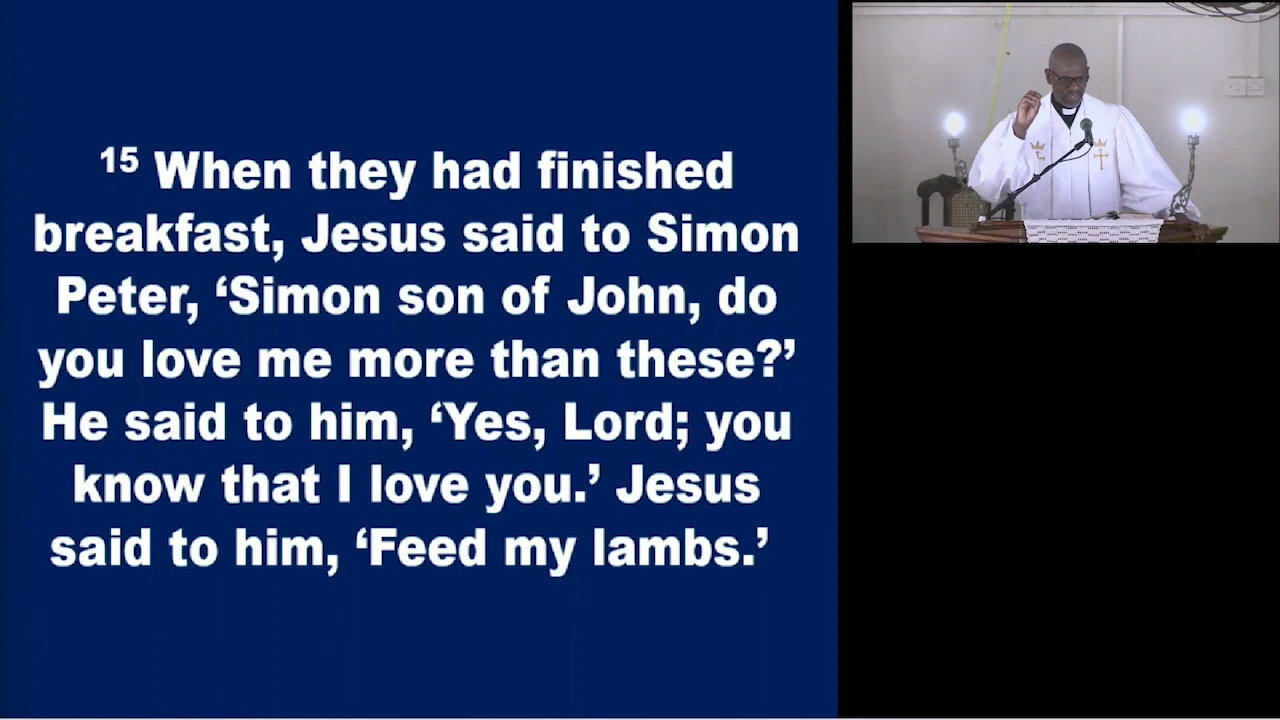 15 When they had finished
breakfast, Jesus said to Simon
Peter, ‘Simon son of John, do
you love me more than these?’
He said to him, ‘Yes, Lord; you
know that I love you.’ Jesus
said to him, ‘Feed my lambs.’